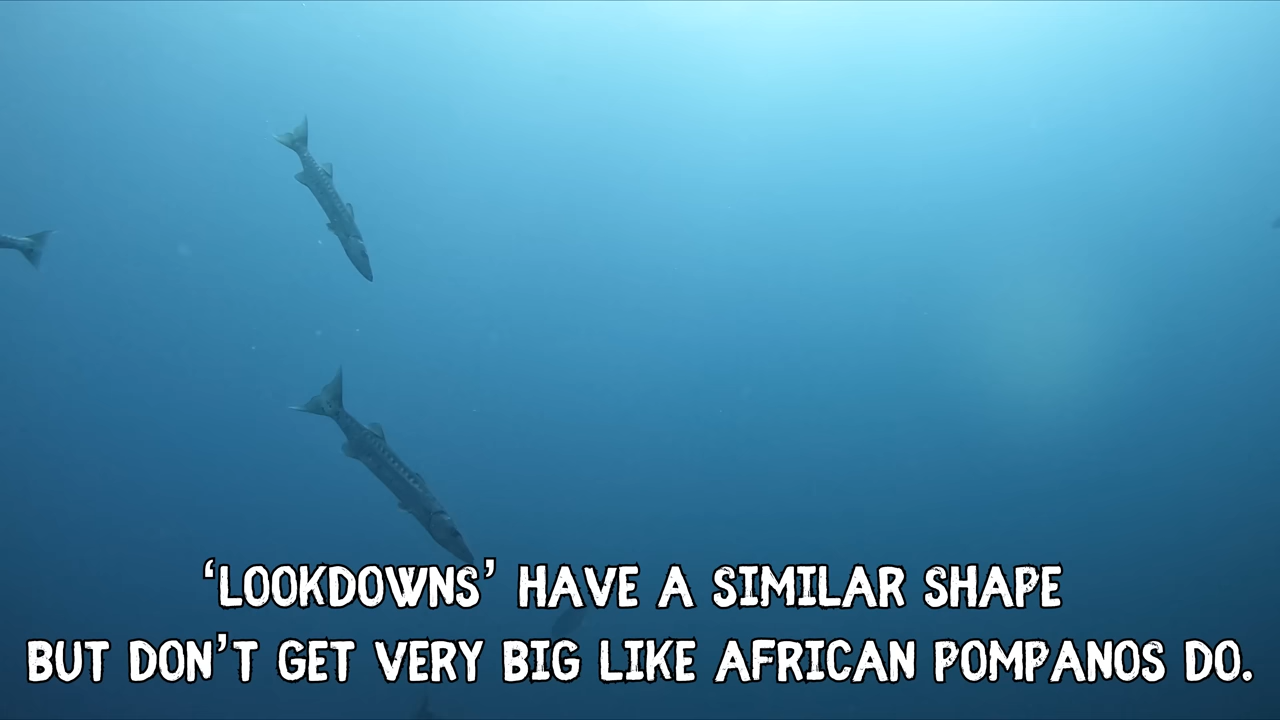 ‘LOOKDOWNS’ HAVE A SIMILAR SHAPE
BUT DON’T GET VERY BIG LIKE AFRICAN POMPANOS DO.